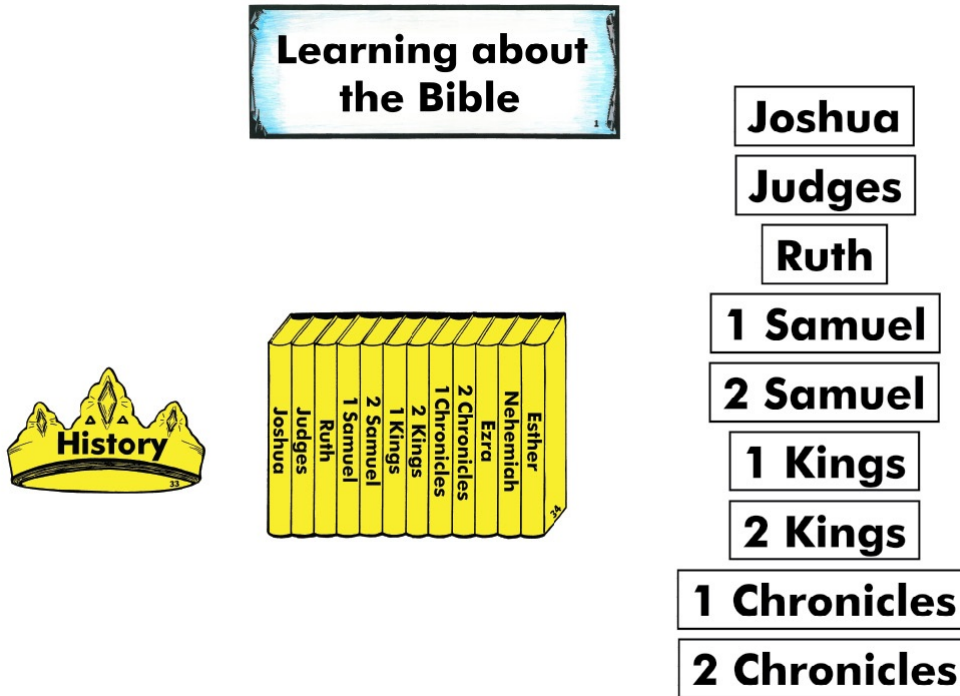 Learning about
the Bible
1
History
33
Joshua
Judges
Ruth
1 Samuel
2 Samuel
1 Kings
2 Kings
1 Chronicles
2 Chronicles
Ezra
Nehemiah
Esther
34
Joshua
Judges
Ruth
1 Samuel
2 Samuel
1 Kings
2 Kings
1 Chronicles
2 Chronicles